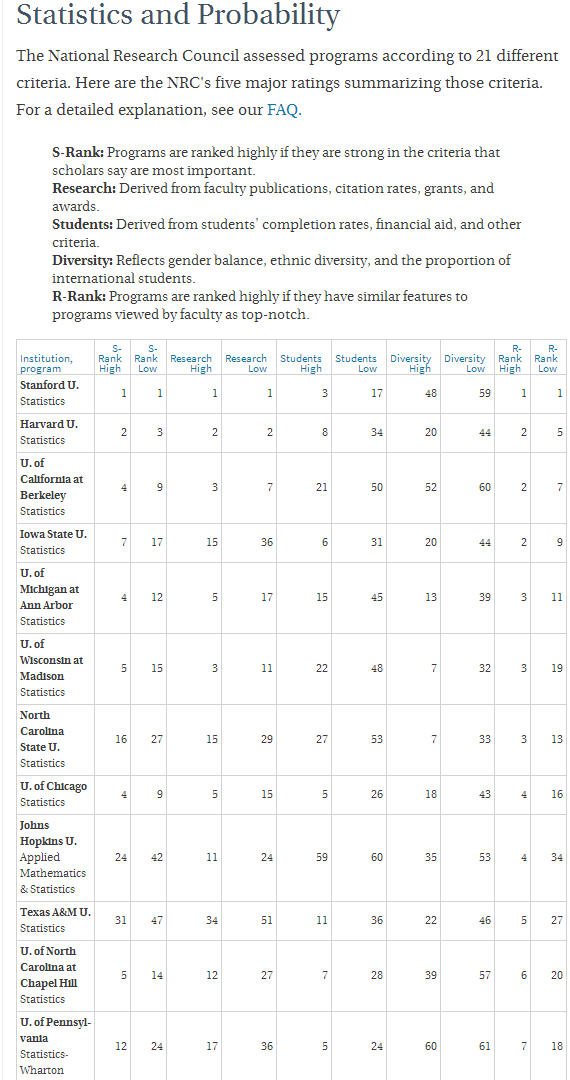 Statistics and Probability
The National Research Council assessed programs according to 21 different
criteria. Here are the NRC's five major ratings summarizing those criteria.
For a detailed explanation, see our FAQ.
S-Rank: Programs are ranked highly if they are strong in the criteria that
scholars say are most important.
Research: Derived from faculty publications, citation rates, grants, and
awards.
Students: Derived from students' completion rates, financial aid, and other
criteria.
Diversity: Reflects gender balance, ethnic diversity, and the proportion of
international students.
R-Rank: Programs are ranked highly if they have similar features to
programs viewed by faculty as top-notch.
S- S- R- R-
Institution, Rank Rank Research Research Students Students Diversity Diversity Rank Rank
program High Low High Low High Low High Low High Low
Stanford U.
Statistics 1 1 1 1 3 17 48 59 1 1
Harvard U.
Statistics 2 3 2 2 8 34 20 44 2 5
U. of
California at
Berkeley 4 9 3 7 21 50 52 60 2 7
Statistics
Iowa State U.
Statistics 7 17 15 36 6 31 20 44 2 9
U. of
Michigan at
Ann Arbor 4 12 5 17 15 45 13 39 3 11
Statistics
U. of
Wisconsin at
Madison 5 15 3 11 22 48 7 32 3 19
Statistics
North
Carolina
State U. 16 27 15 29 27 53 7 33 3 13
Statistics
U. of Chicago
Statistics 4 9 5 15 5 26 18 43 4 16
Johns
Hopkins U.
Applied 24 42 11 24 59 60 35 53 4 34
Mathematics
& Statistics
Texas A&M U.
Statistics 31 47 34 51 11 36 22 46 5 27
U. of North
Carolina at
Chapel Hill 5 14 12 27 7 28 39 57 6 20
Statistics
U. of Pennsyl-
vania
Statistics- 12 24 17 36 5 24 60 61 7 18
Wharton